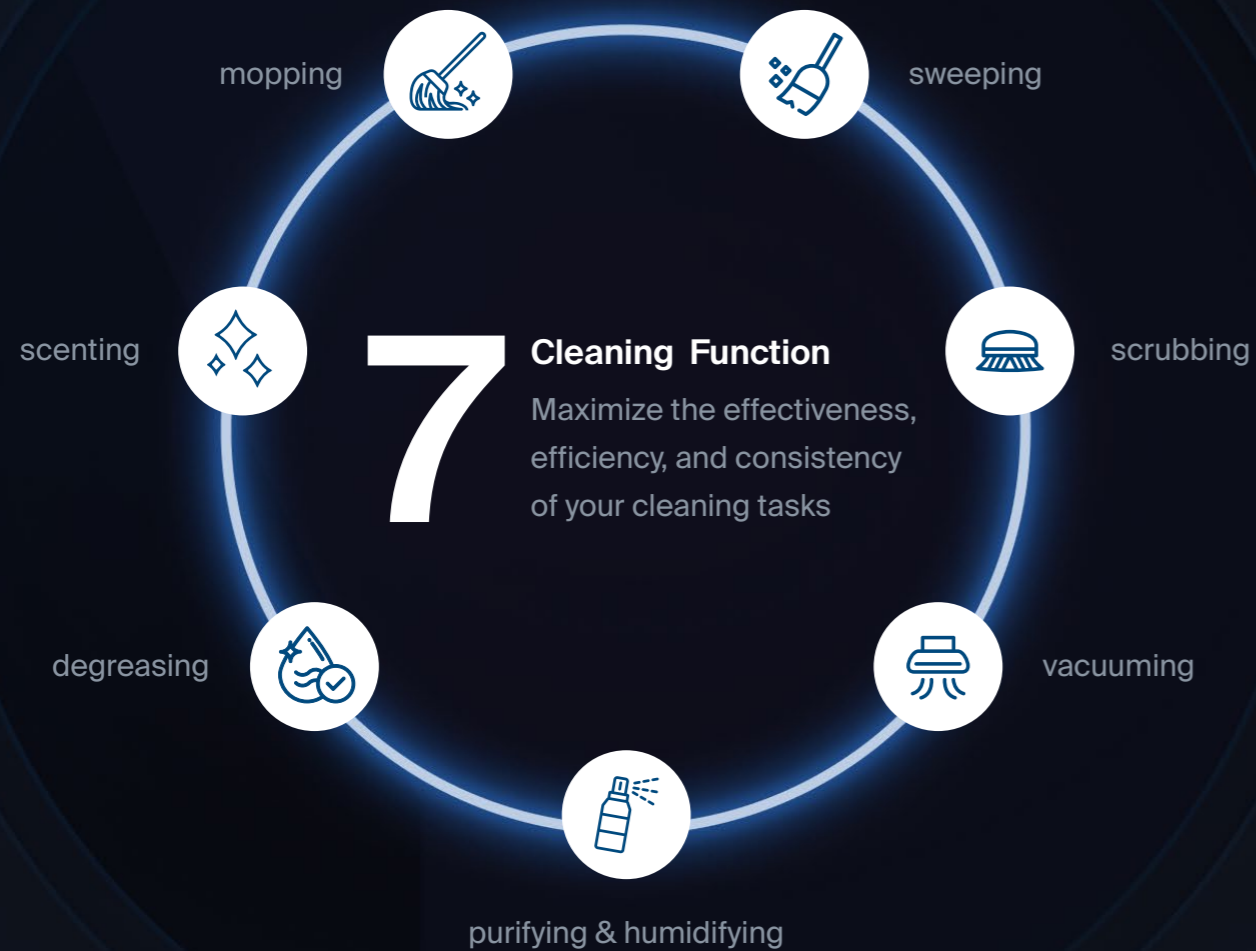 mopping
sweeping
scenting
scrubbing
7
Cleaning Function
Maximize the effectiveness,
efficiency, and consistency
of your cleaning tasks
degreasing
vacuuming
purifying & humidifying